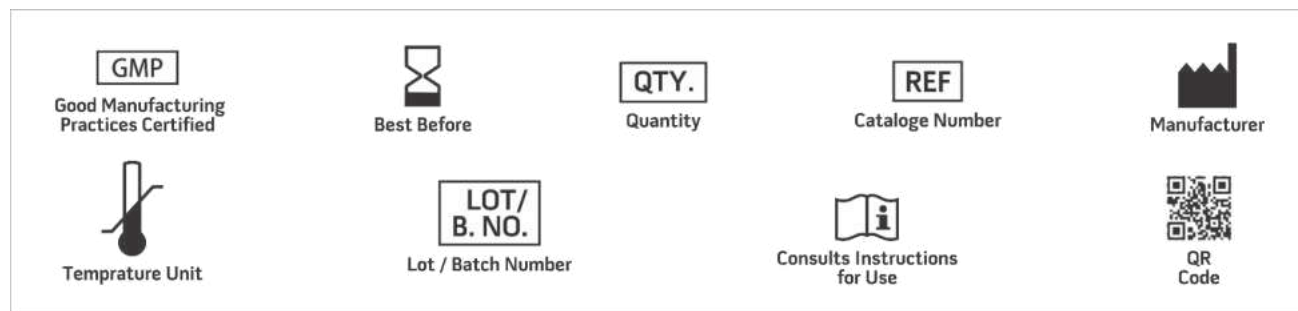 GMP
Good Manufacturing
Practices Certified
Best Before
QTY.
Quantity
REF
Cataloge Number
Manufacturer
Temprature Unit
LOT/
B. NO.
Lot / Batch Number
i
Consults Instructions
for Use
QR
Code